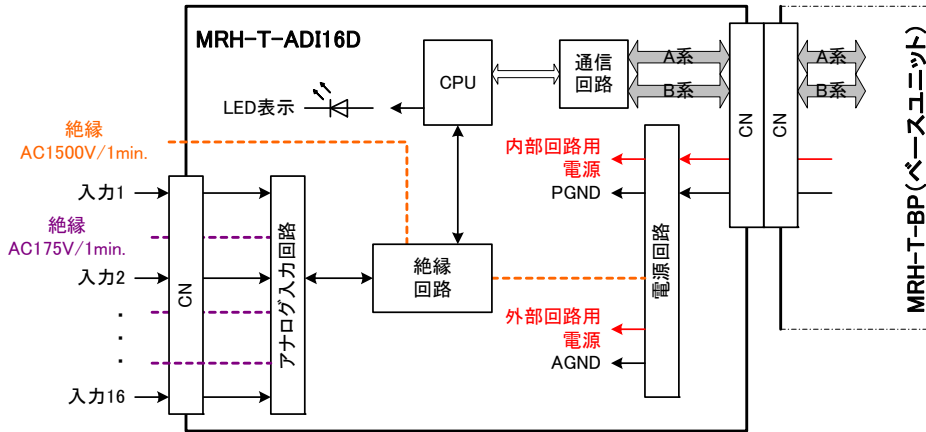 MRH-T-ADI16D
CPU
通信
回路
A系
B系
CN
CN
A系
B系
MRH-T-BP(ベースユニット)
LED表示
絶縁
AC1500V/1min.
内部回路用
電源
PGND
入力1
絶縁
AC175V/1min.
入力2
・
・
・
入力16
CN
アナログ入力回路
絶縁
回路
電源回路
外部回路用
電源
AGND